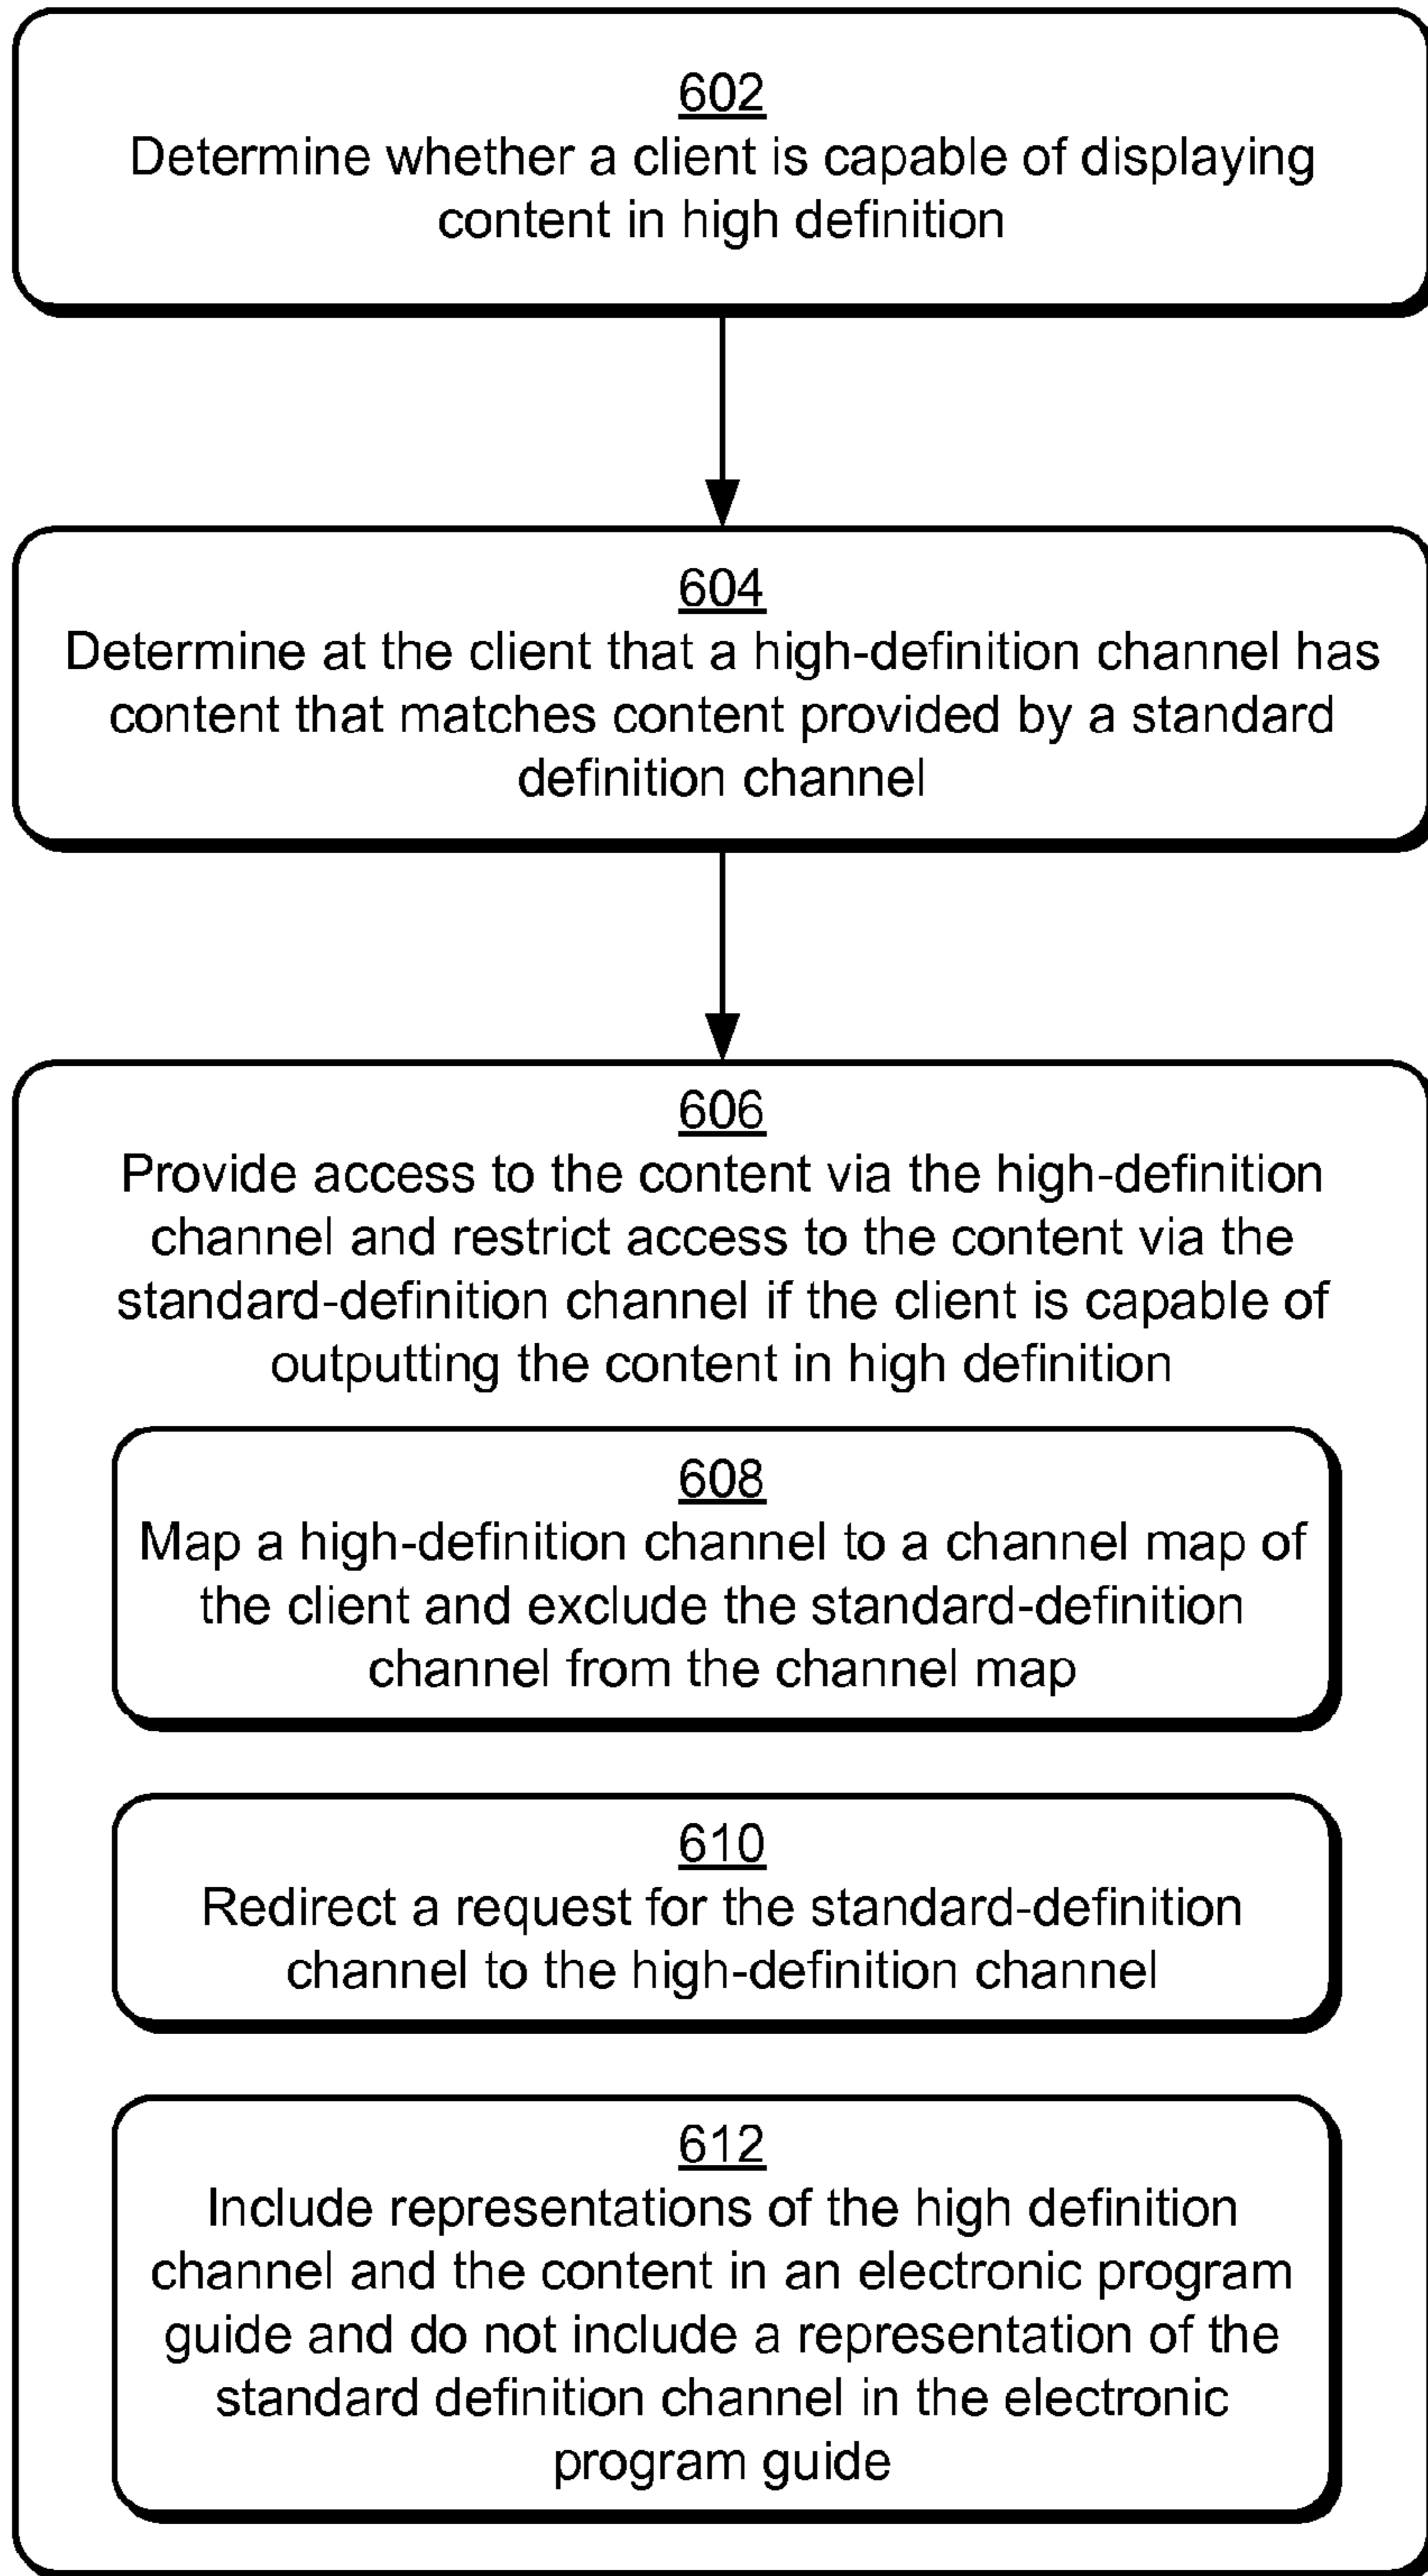 602
Determine whether a client is capable of displaying
content in high definition
604
Determine at the client that a high-definition channel has
content that matches content provided by a standard
definition channel
606
Provide access to the content via the high-definition
channel and restrict access to the content via the
standard-definition channel if the client is capable of
outputting the content in high definition
608
Map a high-definition channel to a channel map of
the client and exclude the standard-definition
channel from the channel map
610
Redirect a request for the standard-definition
channel to the high-definition channel
612
Include representations of the high definition
channel and the content in an electronic program
guide and do not include a representation of the
standard definition channel in the electronic
program guide